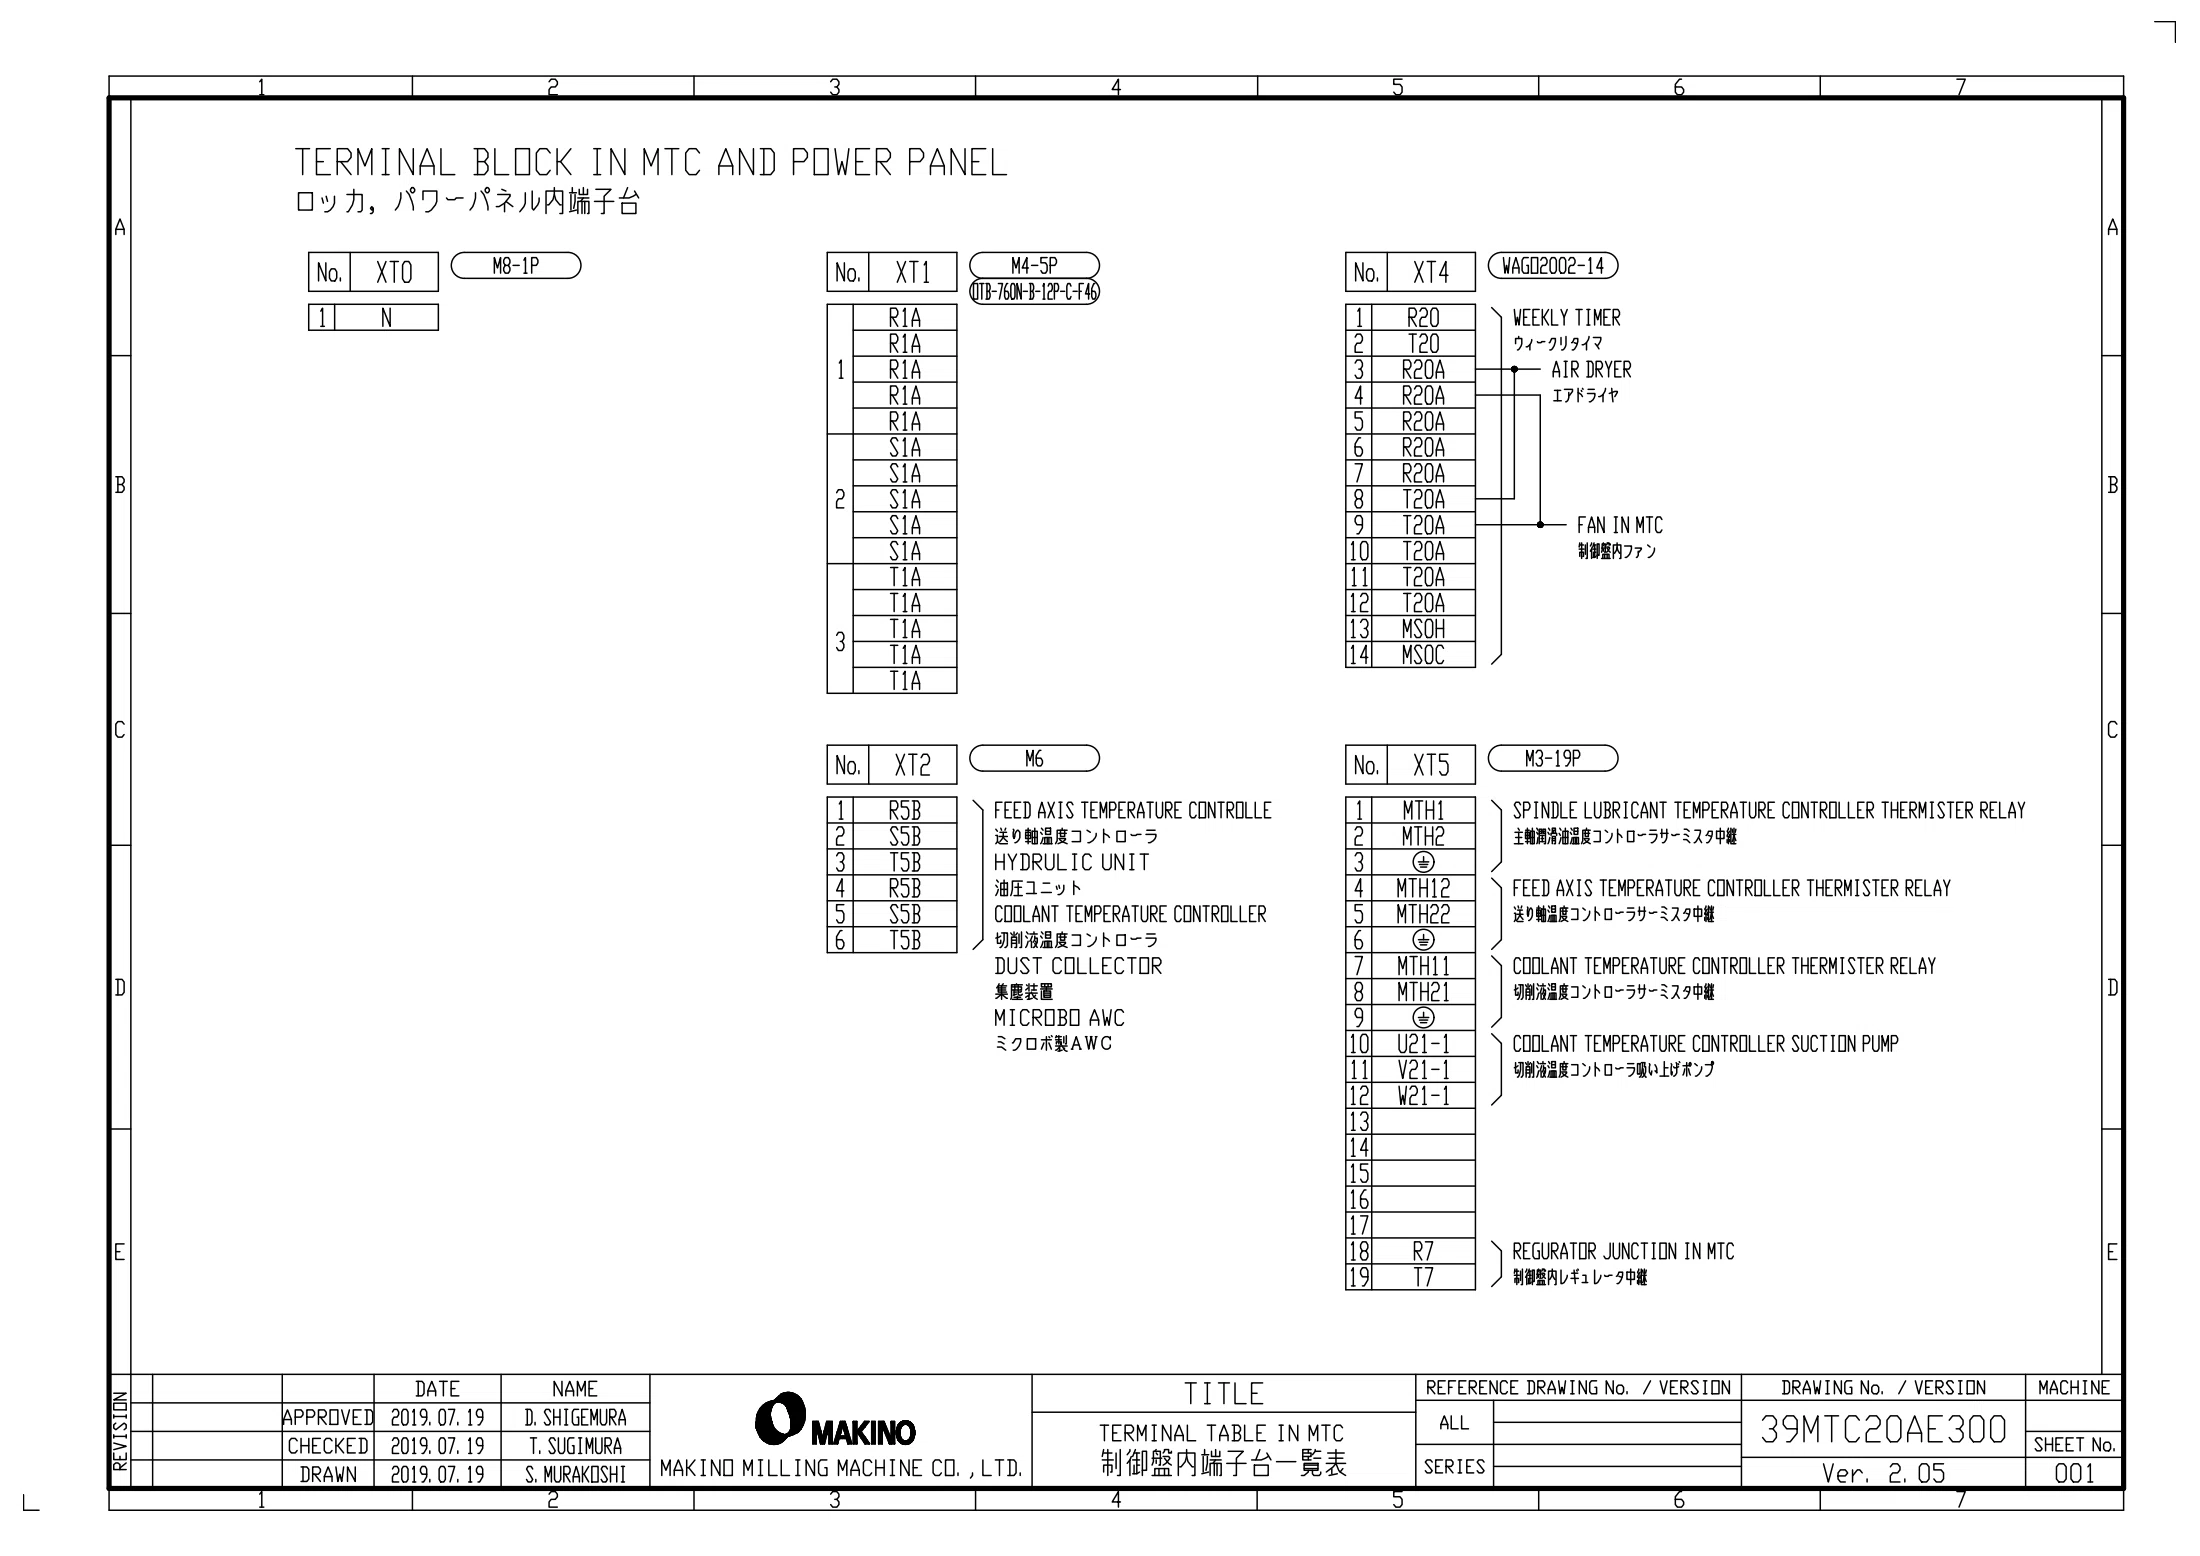 1 2 3 4 5 6 7
TERMINAL BLOCK IN MTC AND POWER PANEL
ロッカ，パワーパネル内端子台
A
B
C
D
E
No. XT0 M8-1P
1 N
No. XT1 M4-5P
OTB-760N-B-12P-C-F46
1
R1A
R1A
R1A
R1A
R1A
2
S1A
S1A
S1A
S1A
S1A
3
T1A
T1A
T1A
T1A
T1A
No. XT4 WAGO2002-14
1 R20 WEEKLY TIMER
2 T20 ウィークリタイマ
3 R20A AIR DRYER
4 R20A エアドライヤ
5 R20A
6 R20A
7 R20A
8 T20A
9 T20A FAN IN MTC
10 T20A 制御盤内ファン
11 T20A
12 T20A
13 MSOH
14 MSOC
No. XT2 M6
1 R5B FEED AXIS TEMPERATURE CONTROLLE
2 S5B 送り軸温度コントローラ
3 T5B HYDRULIC UNIT
4 R5B 油圧ユニット
5 S5B COOLANT TEMPERATURE CONTROLLER
6 T5B 切削液温度コントローラ
DUST COLLECTOR
集塵装置
MICROBO AWC
ミクロボ製AWC
No. XT5 M3-19P
1 MTH1 SPINDLE LUBRICANT TEMPERATURE CONTROLLER THERMISTER RELAY
2 MTH2 主軸潤滑油温度コントローラサーミスタ中継
3
4 MTH12 FEED AXIS TEMPERATURE CONTROLLER THERMISTER RELAY
5 MTH22 送り軸温度コントローラサーミスタ中継
6
7 MTH11 COOLANT TEMPERATURE CONTROLLER THERMISTER RELAY
8 MTH21 切削液温度コントローラサーミスタ中継
9
10 U21-1 COOLANT TEMPERATURE CONTROLLER SUCTION PUMP
11 V21-1 切削液温度コントローラ吸い上げポンプ
12 W21-1
13
14
15
16
17
18 R7 REGURATOR JUNCTION IN MTC
19 T7 制御盤内レギュレータ中継
A
B
C
D
E
REVISION
DATE NAME
APPROVED 2019.07.19 D. SHIGEMURA
CHECKED 2019.07.19 T. SUGIMURA
DRAWN 2019.07.19 S. MURAKOSHI
MAKINO
MAKINO MILLING MACHINE CO., LTD.
TITLE
TERMINAL TABLE IN MTC
制御盤内端子台一覧表
REFERENCE DRAWING No. / VERSION
ALL
SERIES
DRAWING No. / VERSION
39MTC20AE300
Ver. 2.05
MACHINE
SHEET No.
001
1 2 3 4 5 6 7